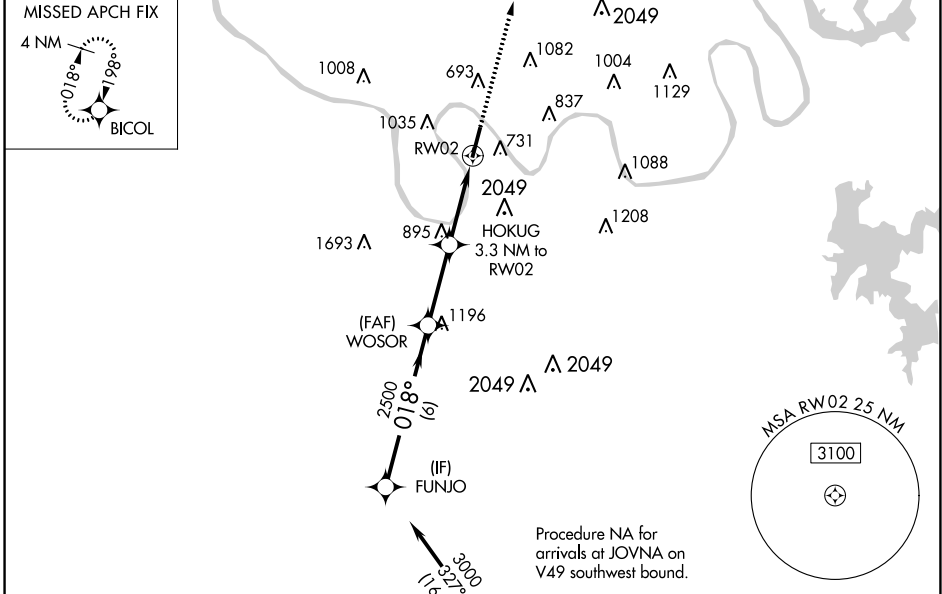 MISSED APCH FIX
4 NM
018°
198°
BICOL
2049
1082
1008
693
1004
1129
837
1035
RW02
731
1088
2049
1208
895
HOKUG
3.3 NM to
RW02
1693
1196
(FAF)
WOSOR
2049
2049
2500
018°
(6)
(IF)
FUNJO
MSA RW02 25 NM
3100
Procedure NA for
arrivals at JOVNA on
V49 southwest bound.
3000
327°